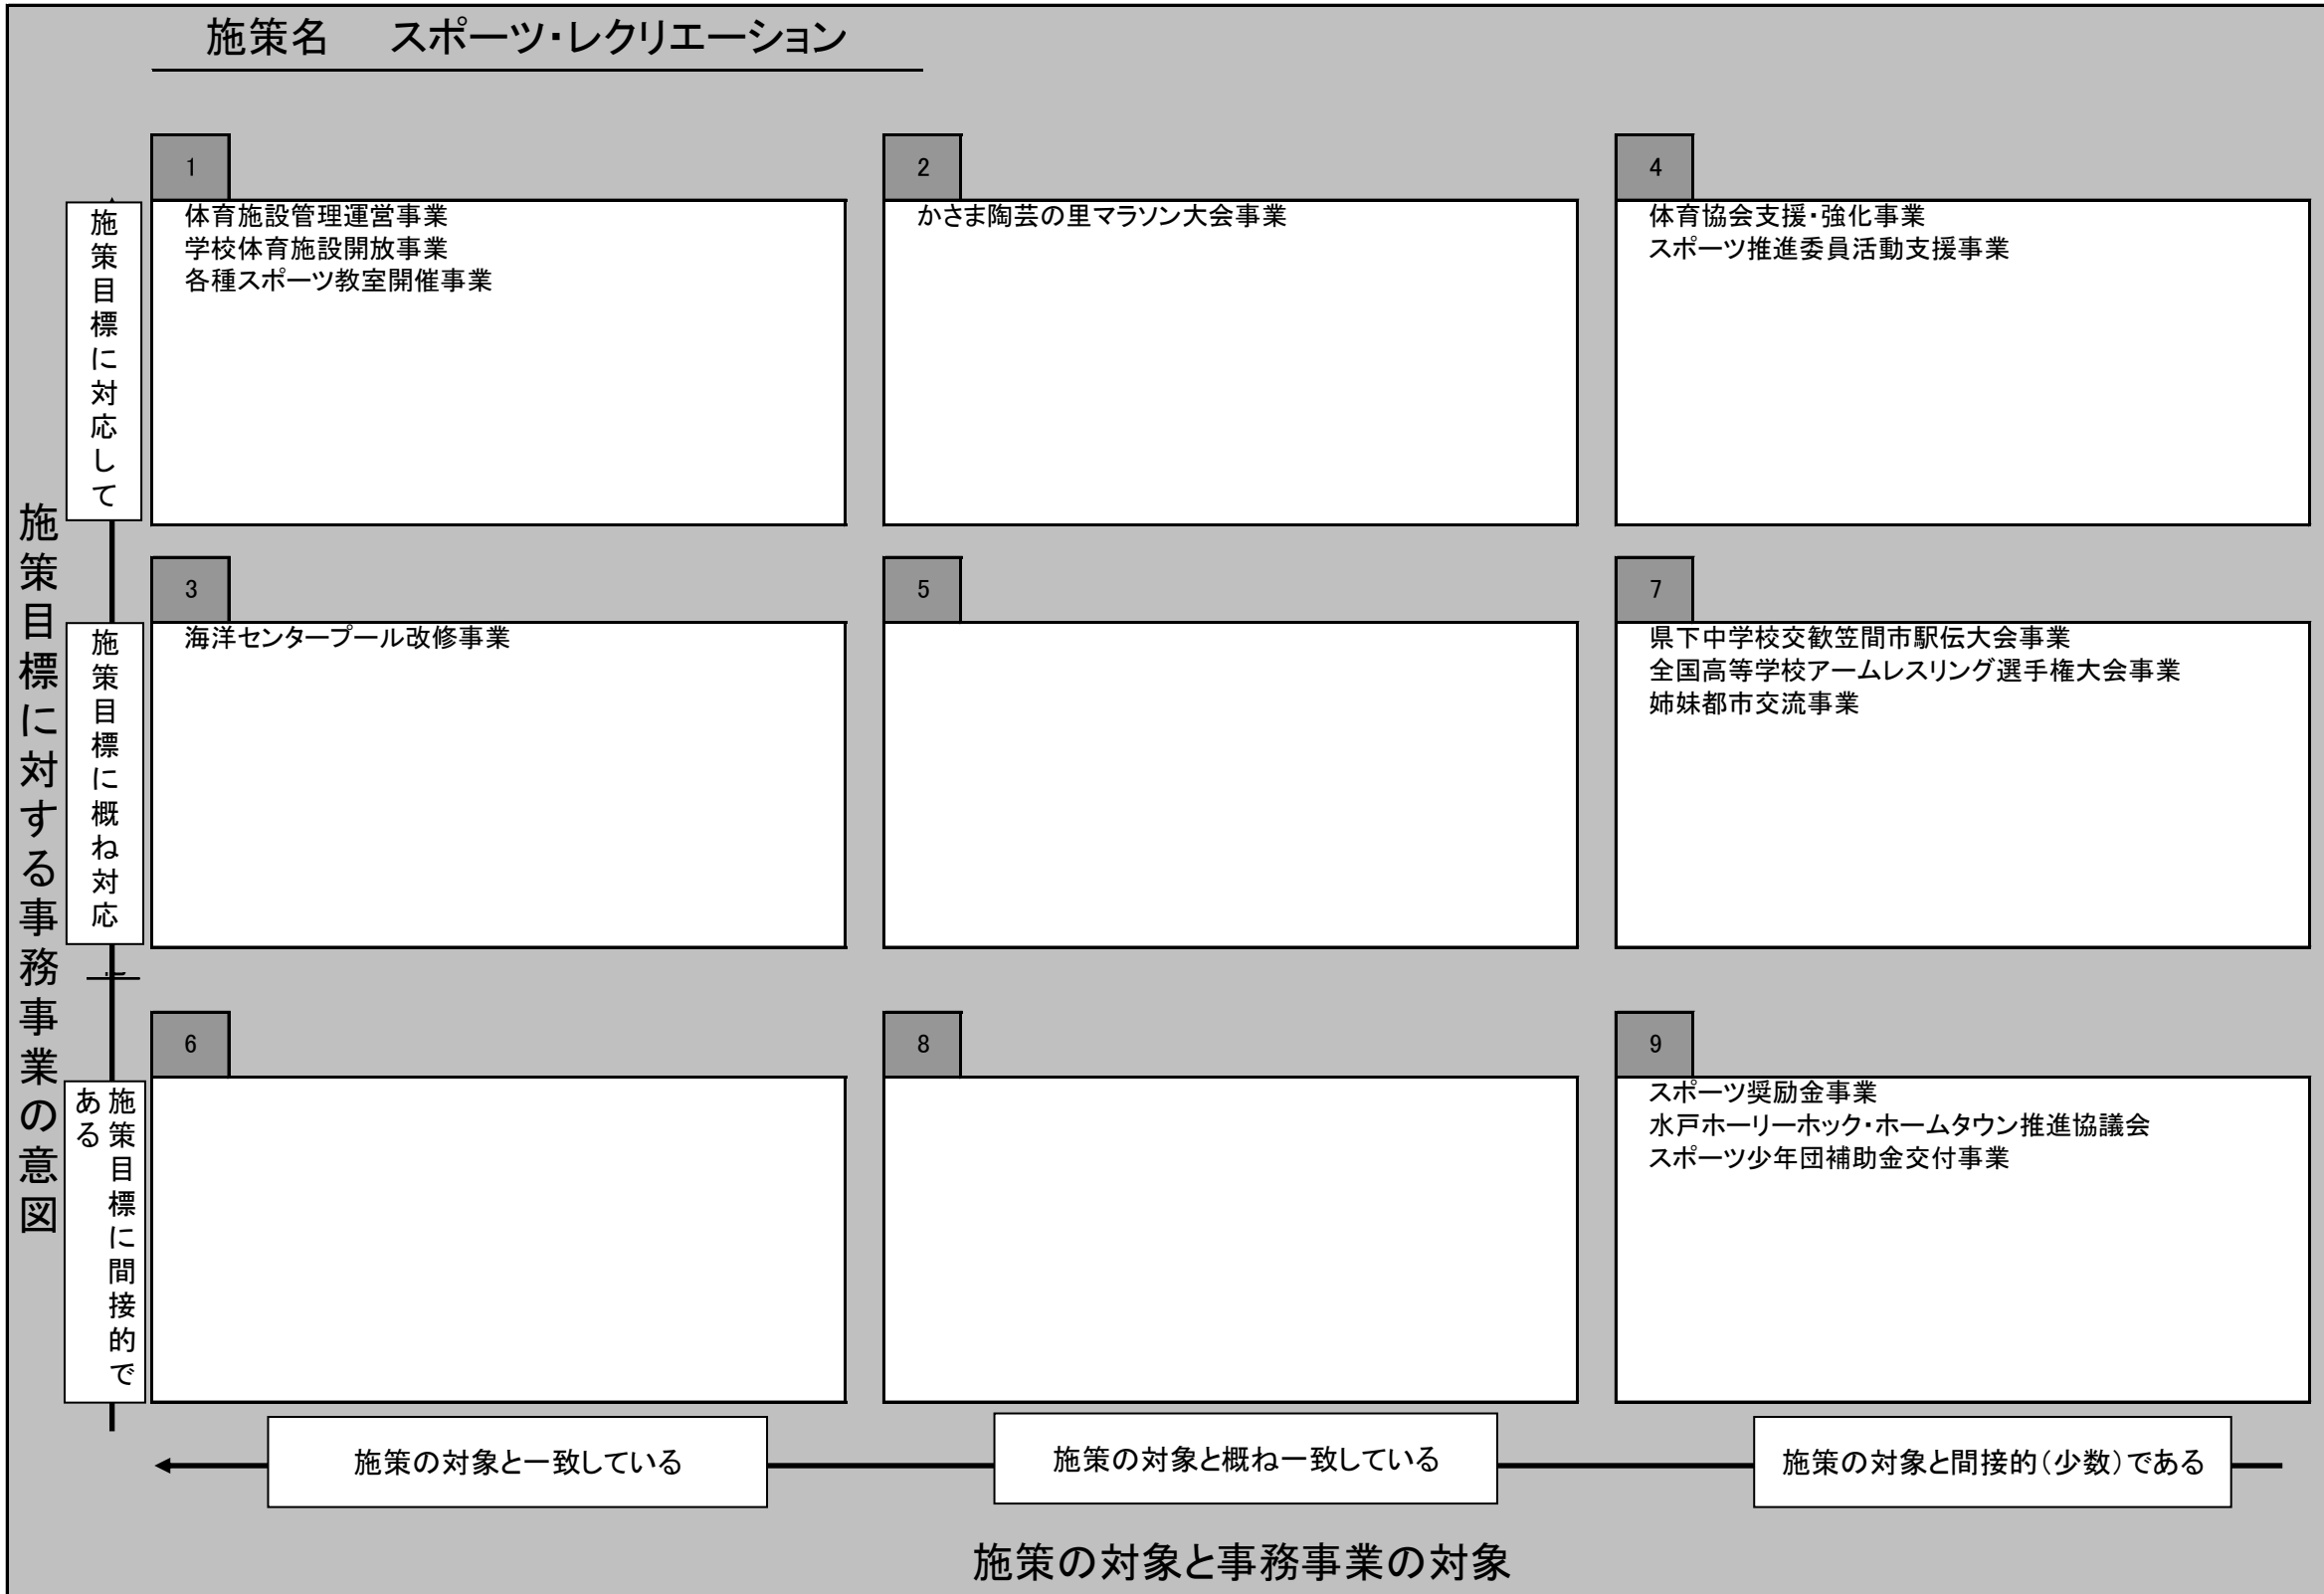 施策名　スポーツ・レクリエーション
1
体育施設管理運営事業
学校体育施設開放事業
各種スポーツ教室開催事業
2
かさま陶芸の里マラソン大会事業
4
体育協会支援・強化事業
スポーツ推進委員活動支援事業
施策目標に対応して
施策目標に対する事務事業の意図
3
海洋センタープール改修事業
5
7
県下中学校交歓笠間市駅伝大会事業
全国高等学校アームレスリング選手権大会事業
姉妹都市交流事業
施策目標に概ね対応
6
8
9
スポーツ奨励金事業
水戸ホーリーホック・ホームタウン推進協議会
スポーツ少年団補助金交付事業
施策目標に間接的で
ある
施策の対象と一致している
施策の対象と概ね一致している
施策の対象と間接的(少数)である
施策の対象と事務事業の対象